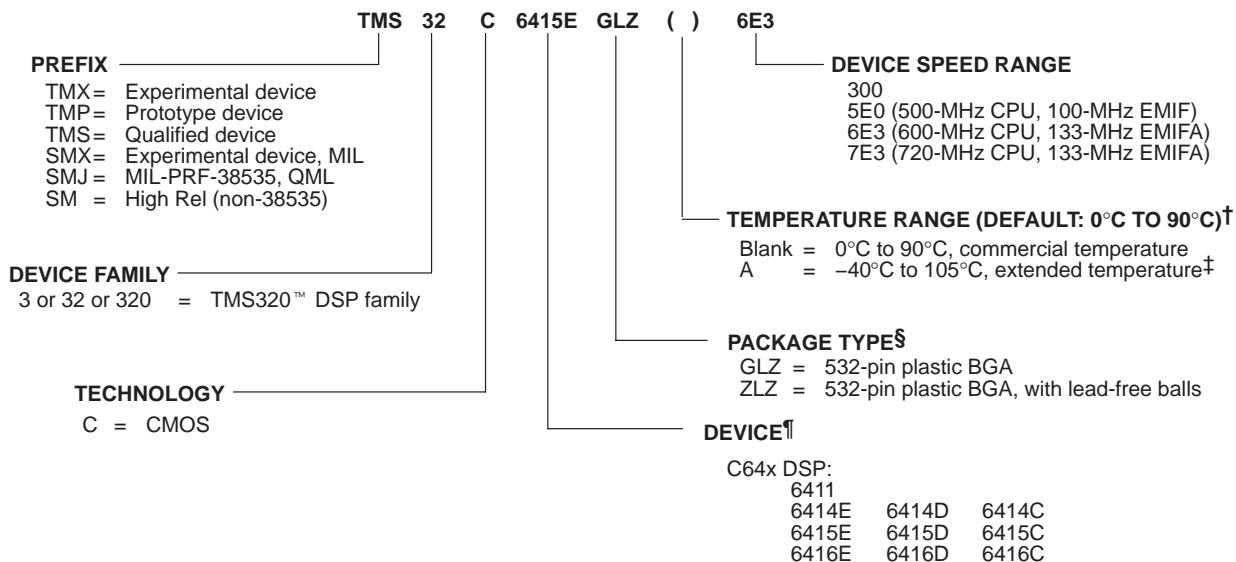 TMS 32 C 6415E GLZ ( ) 6E3
PREFIX
TMX= Experimental device
TMP= Prototype device
TMS= Qualified device
SMX= Experimental device, MIL
SMJ = MIL-PRF-38535, QML
SM = High Rel (non-38535)
DEVICE SPEED RANGE
300
5E0 (500-MHz CPU, 100-MHz EMIF)
6E3 (600-MHz CPU, 133-MHz EMIFA)
7E3 (720-MHz CPU, 133-MHz EMIFA)
TEMPERATURE RANGE (DEFAULT: 0°C TO 90°C)†
Blank = 0°C to 90°C, commercial temperature
A = −40°C to 105°C, extended temperature‡
DEVICE FAMILY
3 or 32 or 320 = TMS320™ DSP family
PACKAGE TYPE§
GLZ = 532-pin plastic BGA
ZLZ = 532-pin plastic BGA, with lead-free balls
TECHNOLOGY
C = CMOS
DEVICE¶
C64x DSP:
6411
6414E 6414D 6414C
6415E 6415D 6415C
6416E 6416D 6416C